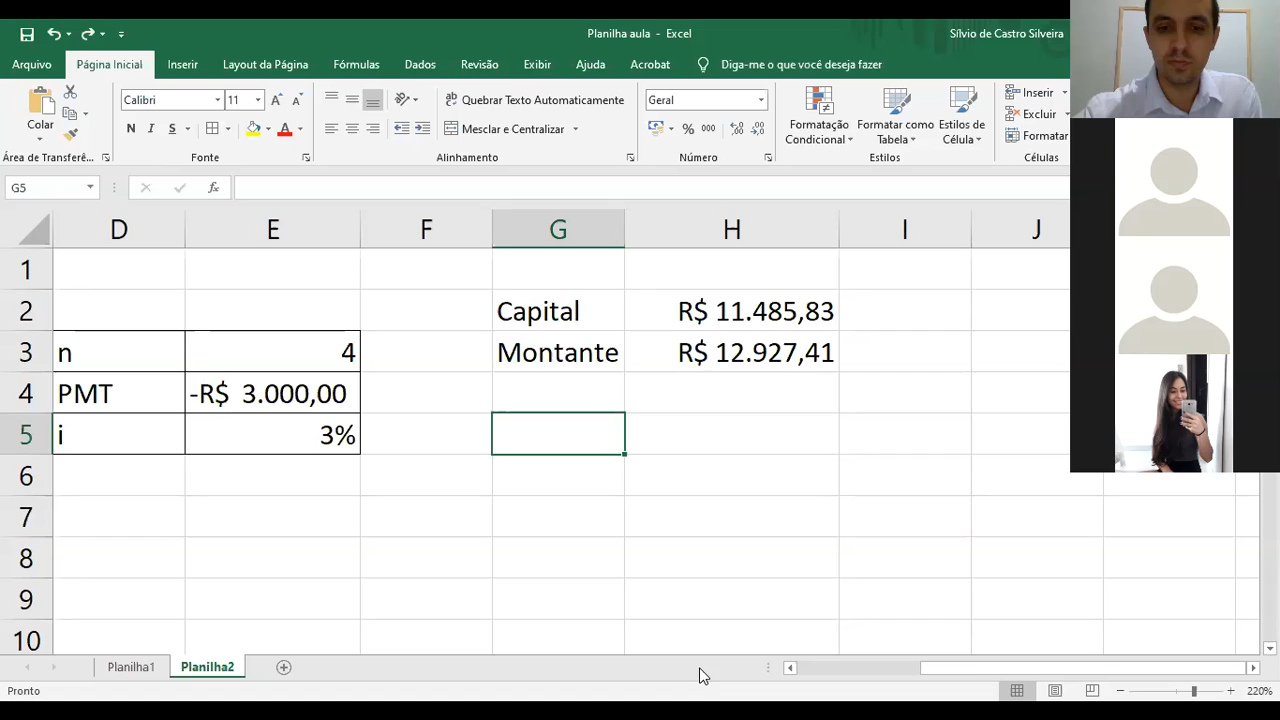 Planilha aula - Excel
Sílvio de Castro Silveira
Arquivo Página Inicial Inserir Layout da Página Fórmulas Dados Revisão Exibir Ajuda Acrobat Diga-me o que você deseja fazer
Colar
Calibri 11
Quebrar Texto Automaticamente
Geral
Formatação Condicional
Formatar como Tabela
Estilos de Célula
Inserir
Excluir
Formatar
N I S
Mesclar e Centralizar
% 000
Área de Transferê... Fonte Alinhamento Número Estilos Células
G5 fx
D E F G H I J
1
2 Capital R$ 11.485,83
3 n 4 Montante R$ 12.927,41
4 PMT -R$ 3.000,00
5 i 3%
6
7
8
9
10
Planilha1 Planilha2
Pronto 220%